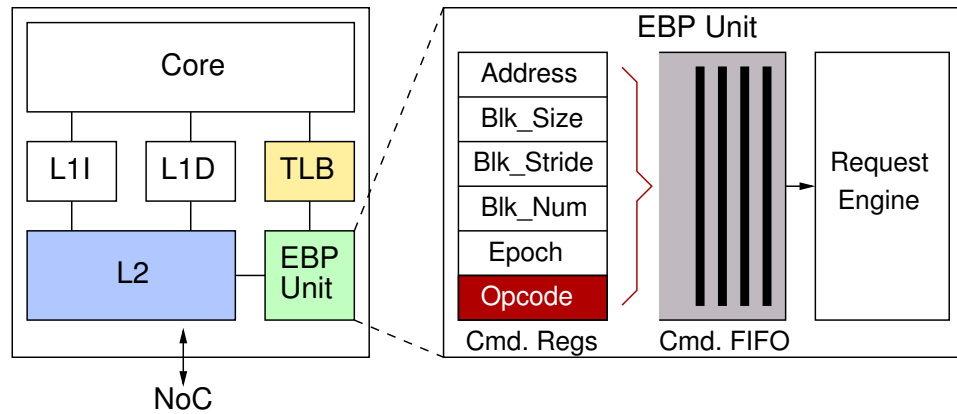 Core
L1I
L1D
TLB
L2
EBP
Unit
NoC
EBP Unit
Address
Blk_Size
Blk_Stride
Blk_Num
Epoch
Opcode
Cmd. Regs
Cmd. FIFO
Request
Engine